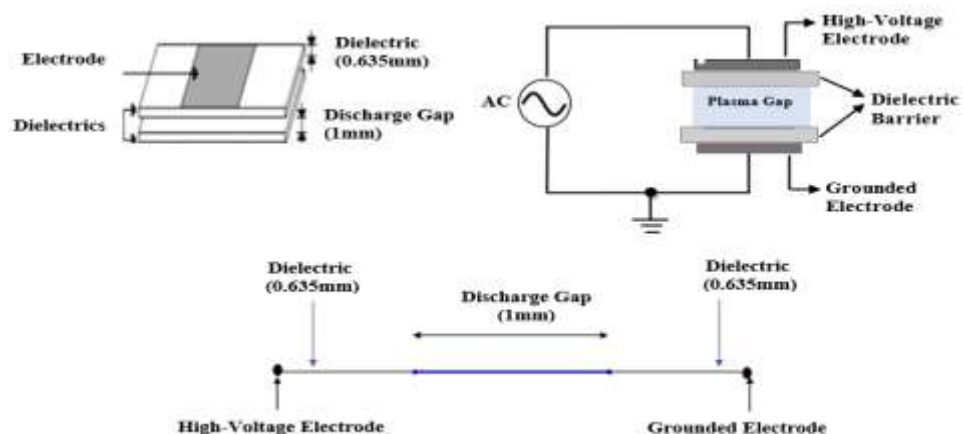 Electrode
Dielectrics
Dielectric
(0.635mm)
Discharge Gap
(1mm)
AC
High-Voltage
Electrode
Plasma Gap
Dielectric
Barrier
Grounded
Electrode
Dielectric
(0.635mm)
Discharge Gap
(1mm)
Dielectric
(0.635mm)
High-Voltage Electrode
Grounded Electrode